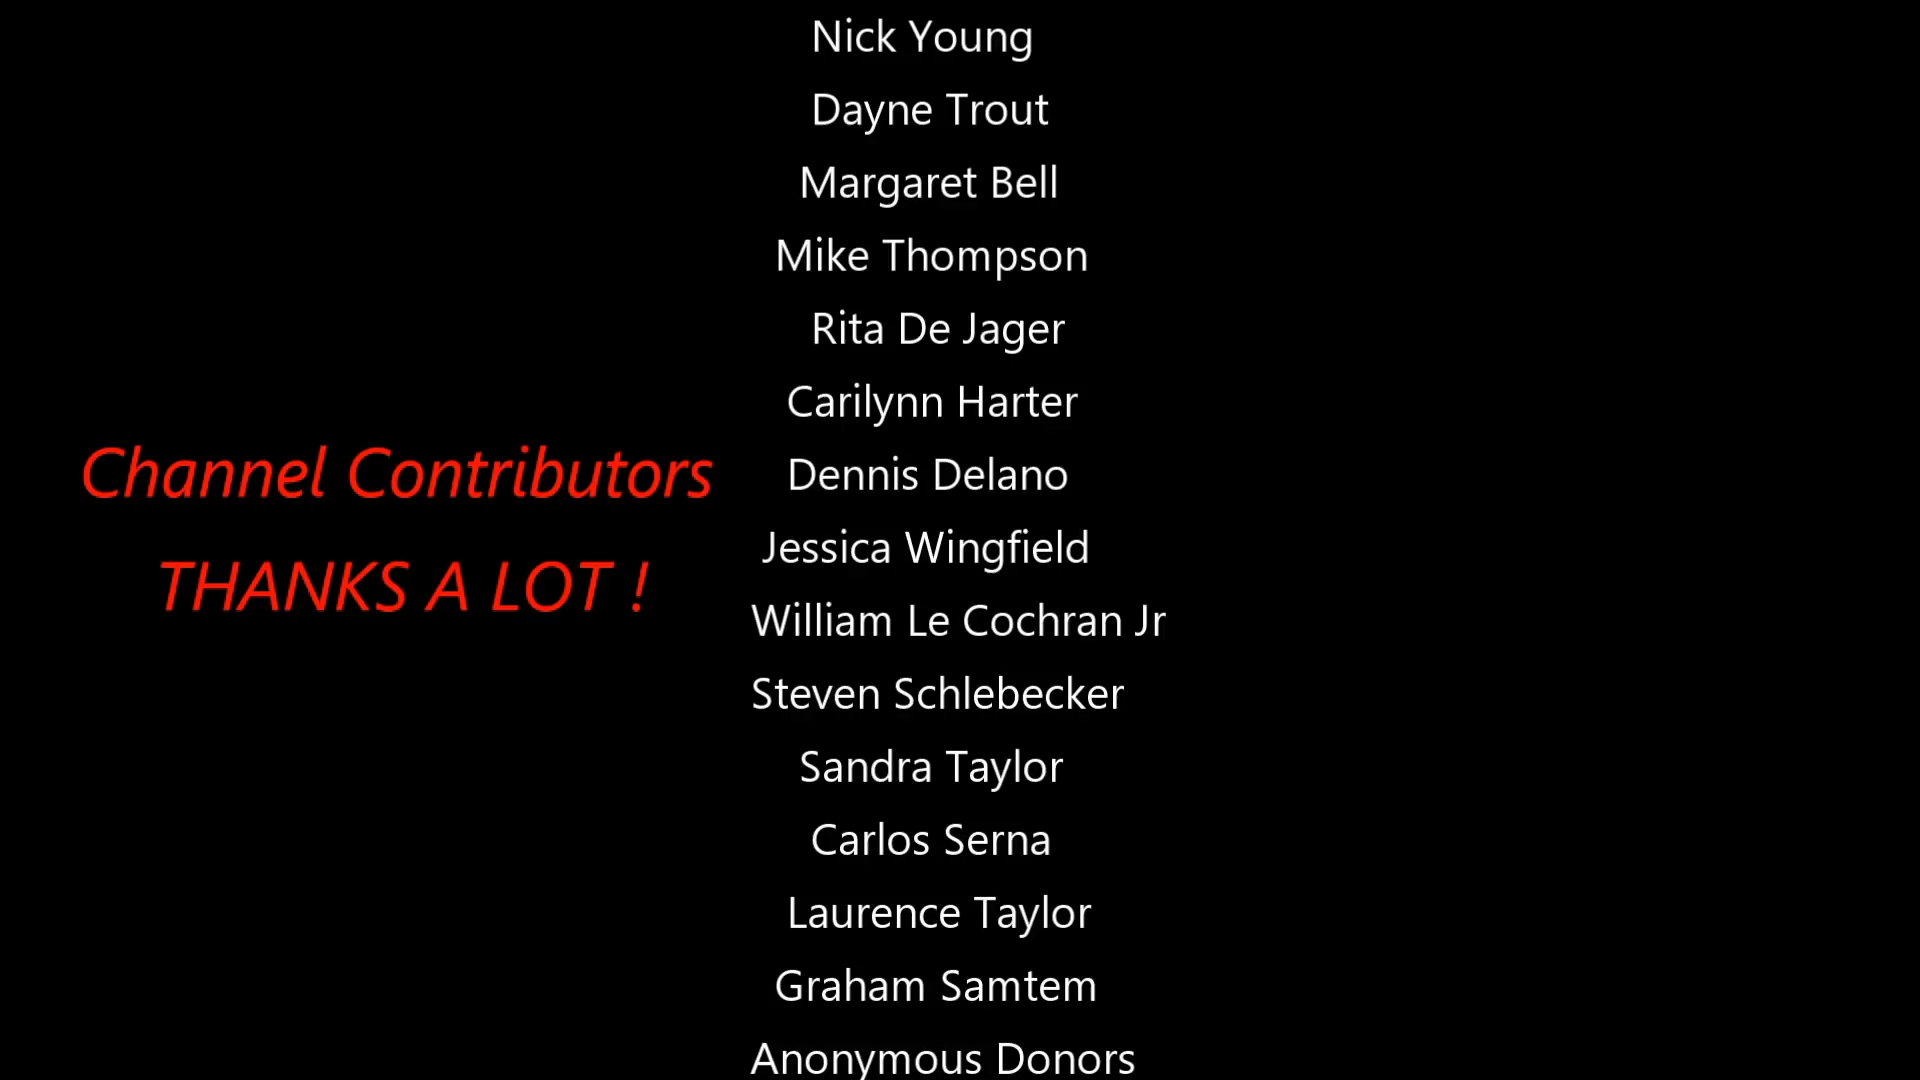 Channel Contributors
THANKS A LOT !
Nick Young
Dayne Trout
Margaret Bell
Mike Thompson
Rita De Jager
Carilynn Harter
Dennis Delano
Jessica Wingfield
William Le Cochran Jr
Steven Schlebecker
Sandra Taylor
Carlos Serna
Laurence Taylor
Graham Samtem
Anonymous Donors